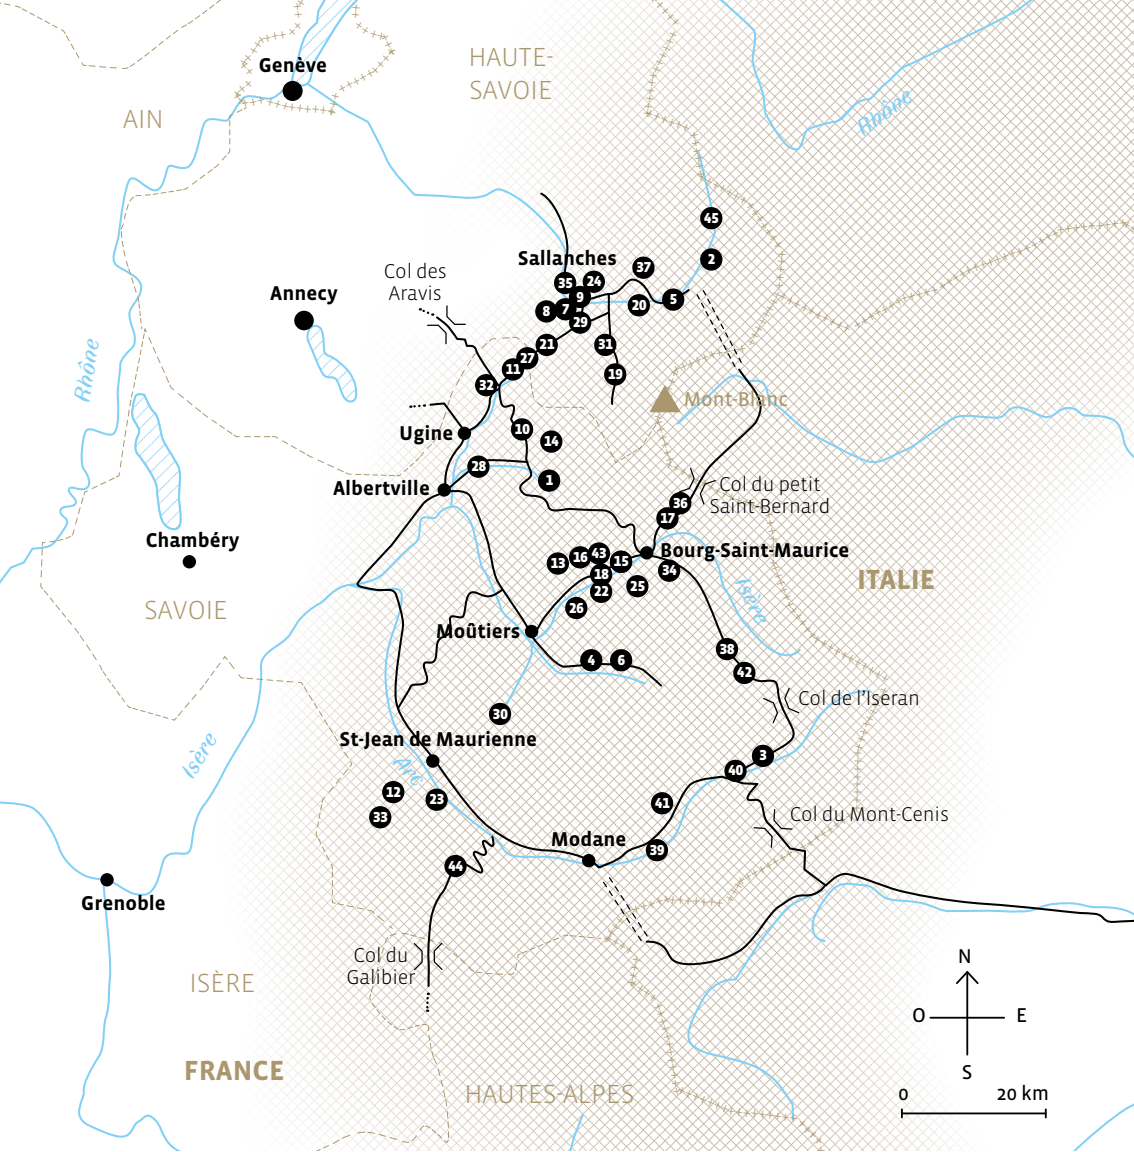 Genève
HAUTE-
SAVOIE
AIN
Rhône
45
2
Sallanches
37
Col des
Aravis
35
24
9
Annecy
8
7
20
5
29
21
31
27
11
19
32
Rhône
Mont-Blanc
Ugine
10
14
28
1
Albertville
Col du petit
Saint-Bernard
36
17
Chambéry
Bourg-Saint-Maurice
13
16
43
15
18
34
ITALIE
22
25
26
Isère
SAVOIE
Moûtiers
4
6
38
42
Col de l'Iseran
30
St-Jean de Maurienne
Isère
Arc
3
40
12
23
33
41
Col du Mont-Cenis
Modane
39
44
Grenoble
Col du
Galibier
N
O
E
S
ISÈRE
FRANCE
HAUTES-ALPES
0
20 km